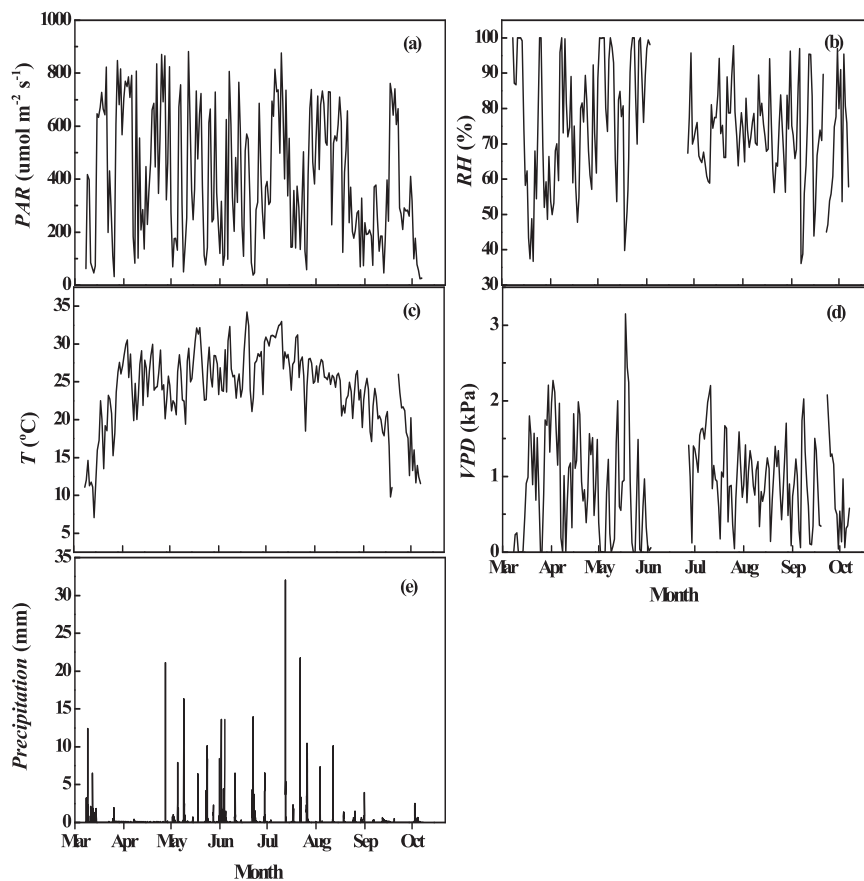 1000
800
600
400
200
0
PAR (umol m⁻² s⁻¹)
(a)
100
90
80
70
60
50
40
30
RH (%)
(b)
35
30
25
20
15
10
5
T (ºC)
(c)
3
2
1
0
VPD (kPa)
(d)
Mar Apr May Jun Jul Aug Sep Oct
Month
35
30
25
20
15
10
5
0
Precipitation (mm)
(e)
Mar Apr May Jun Jul Aug Sep Oct
Month